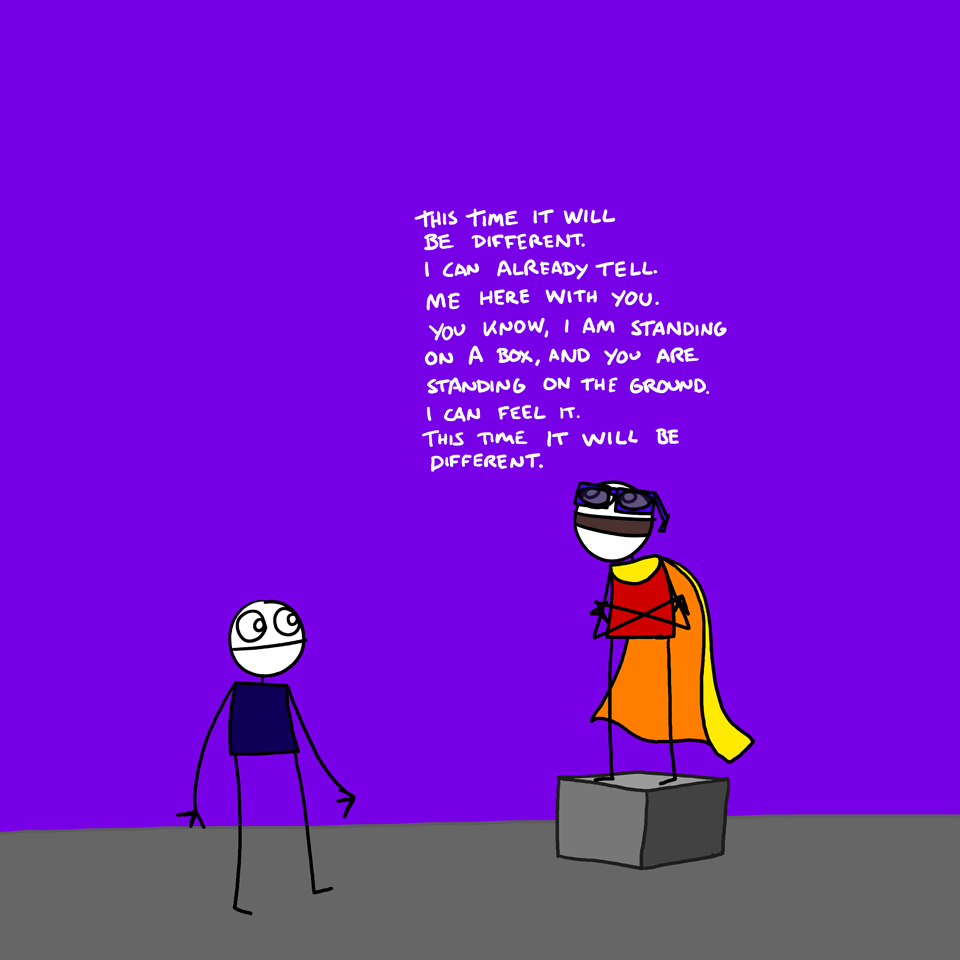 THIS TIME IT WILL
BE DIFFERENT.
I CAN ALREADY TELL.
ME HERE WITH YOU.
YOU KNOW, I AM STANDING
ON A BOX, AND YOU ARE
STANDING ON THE GROUND.
I CAN FEEL IT.
THIS TIME IT WILL BE
DIFFERENT.